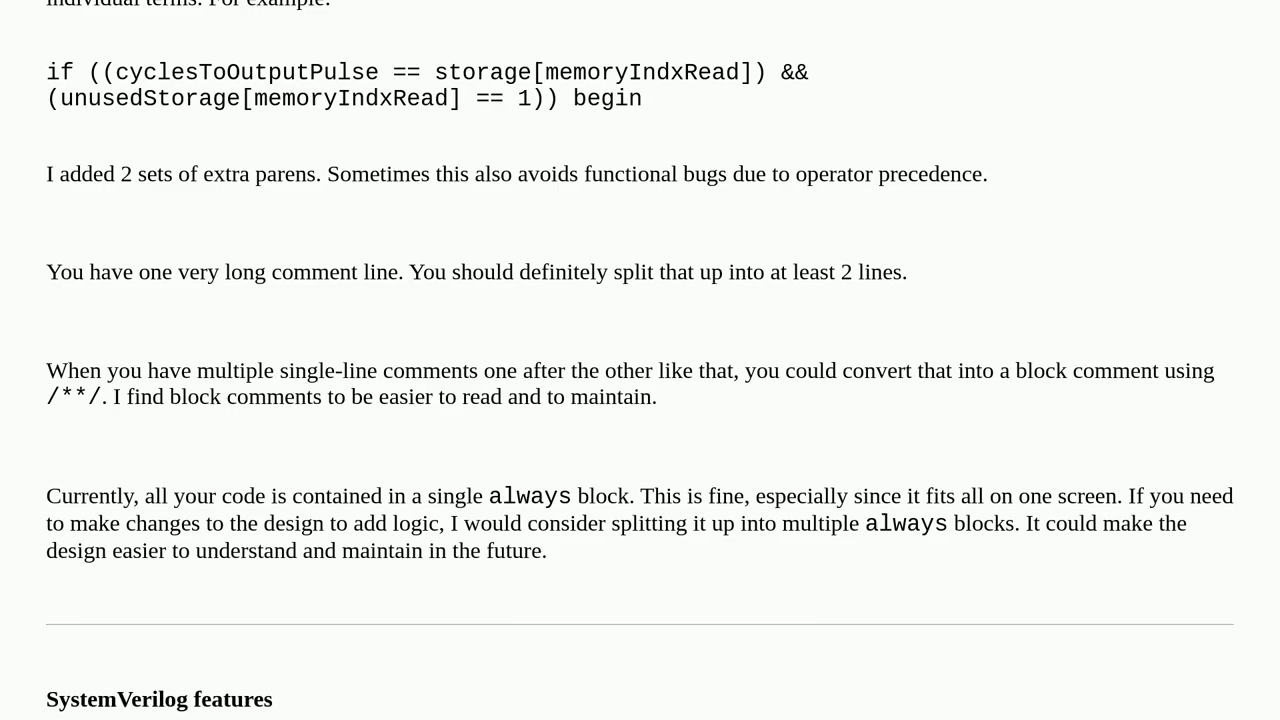 individual terms. For example:
if ((cyclesToOutputPulse == storage[memoryIndxRead]) &&
(unusedStorage[memoryIndxRead] == 1)) begin
I added 2 sets of extra parens. Sometimes this also avoids functional bugs due to operator precedence.
You have one very long comment line. You should definitely split that up into at least 2 lines.
When you have multiple single-line comments one after the other like that, you could convert that into a block comment using
/**/. I find block comments to be easier to read and to maintain.
Currently, all your code is contained in a single always block. This is fine, especially since it fits all on one screen. If you need
to make changes to the design to add logic, I would consider splitting it up into multiple always blocks. It could make the
design easier to understand and maintain in the future.
SystemVerilog features